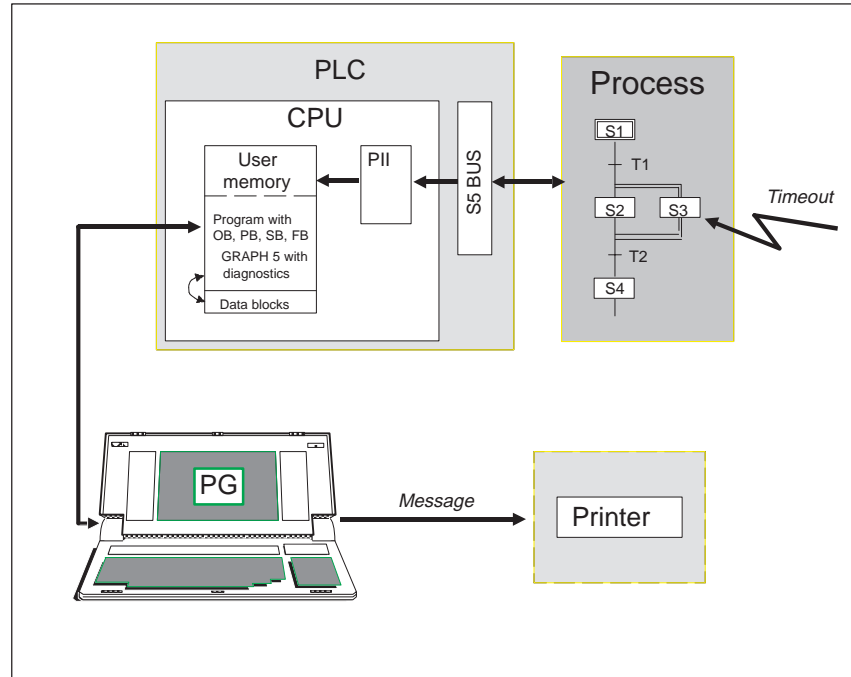 PLC
CPU
User
memory
Program with
OB, PB, SB, FB
GRAPH 5 with
diagnostics
Data blocks
PII
S5 BUS
Process
S1
T1
S2
S3
T2
S4
Timeout
PG
Message
Printer